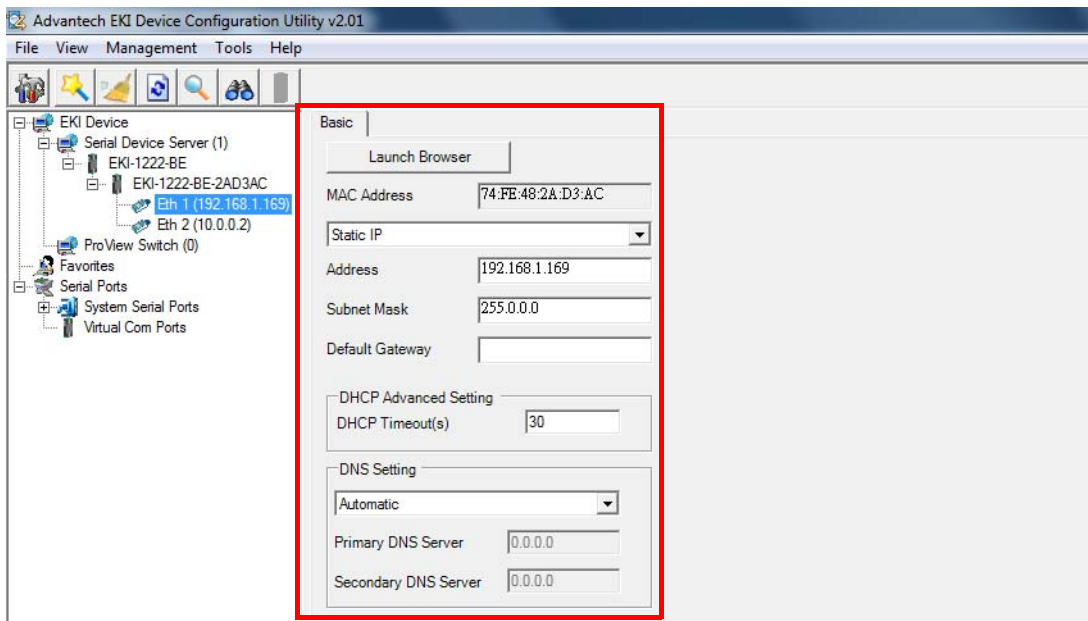 Advantech EKI Device Configuration Utility v2.01
File View Management Tools Help
EKI Device
Serial Device Server (1)
EKI-1222-BE
EKI-1222-BE-2AD3AC
Eth 1 (192.168.1.169)
Eth 2 (10.0.0.2)
ProView Switch (0)
Favorites
Serial Ports
System Serial Ports
Virtual Com Ports
Basic
Launch Browser
MAC Address 74:FE:48:2A:D3:AC
Static IP
Address 192.168.1.169
Subnet Mask 255.0.0.0
Default Gateway
DHCP Advanced Setting
DHCP Timeout(s) 30
DNS Setting
Automatic
Primary DNS Server 0.0.0.0
Secondary DNS Server 0.0.0.0